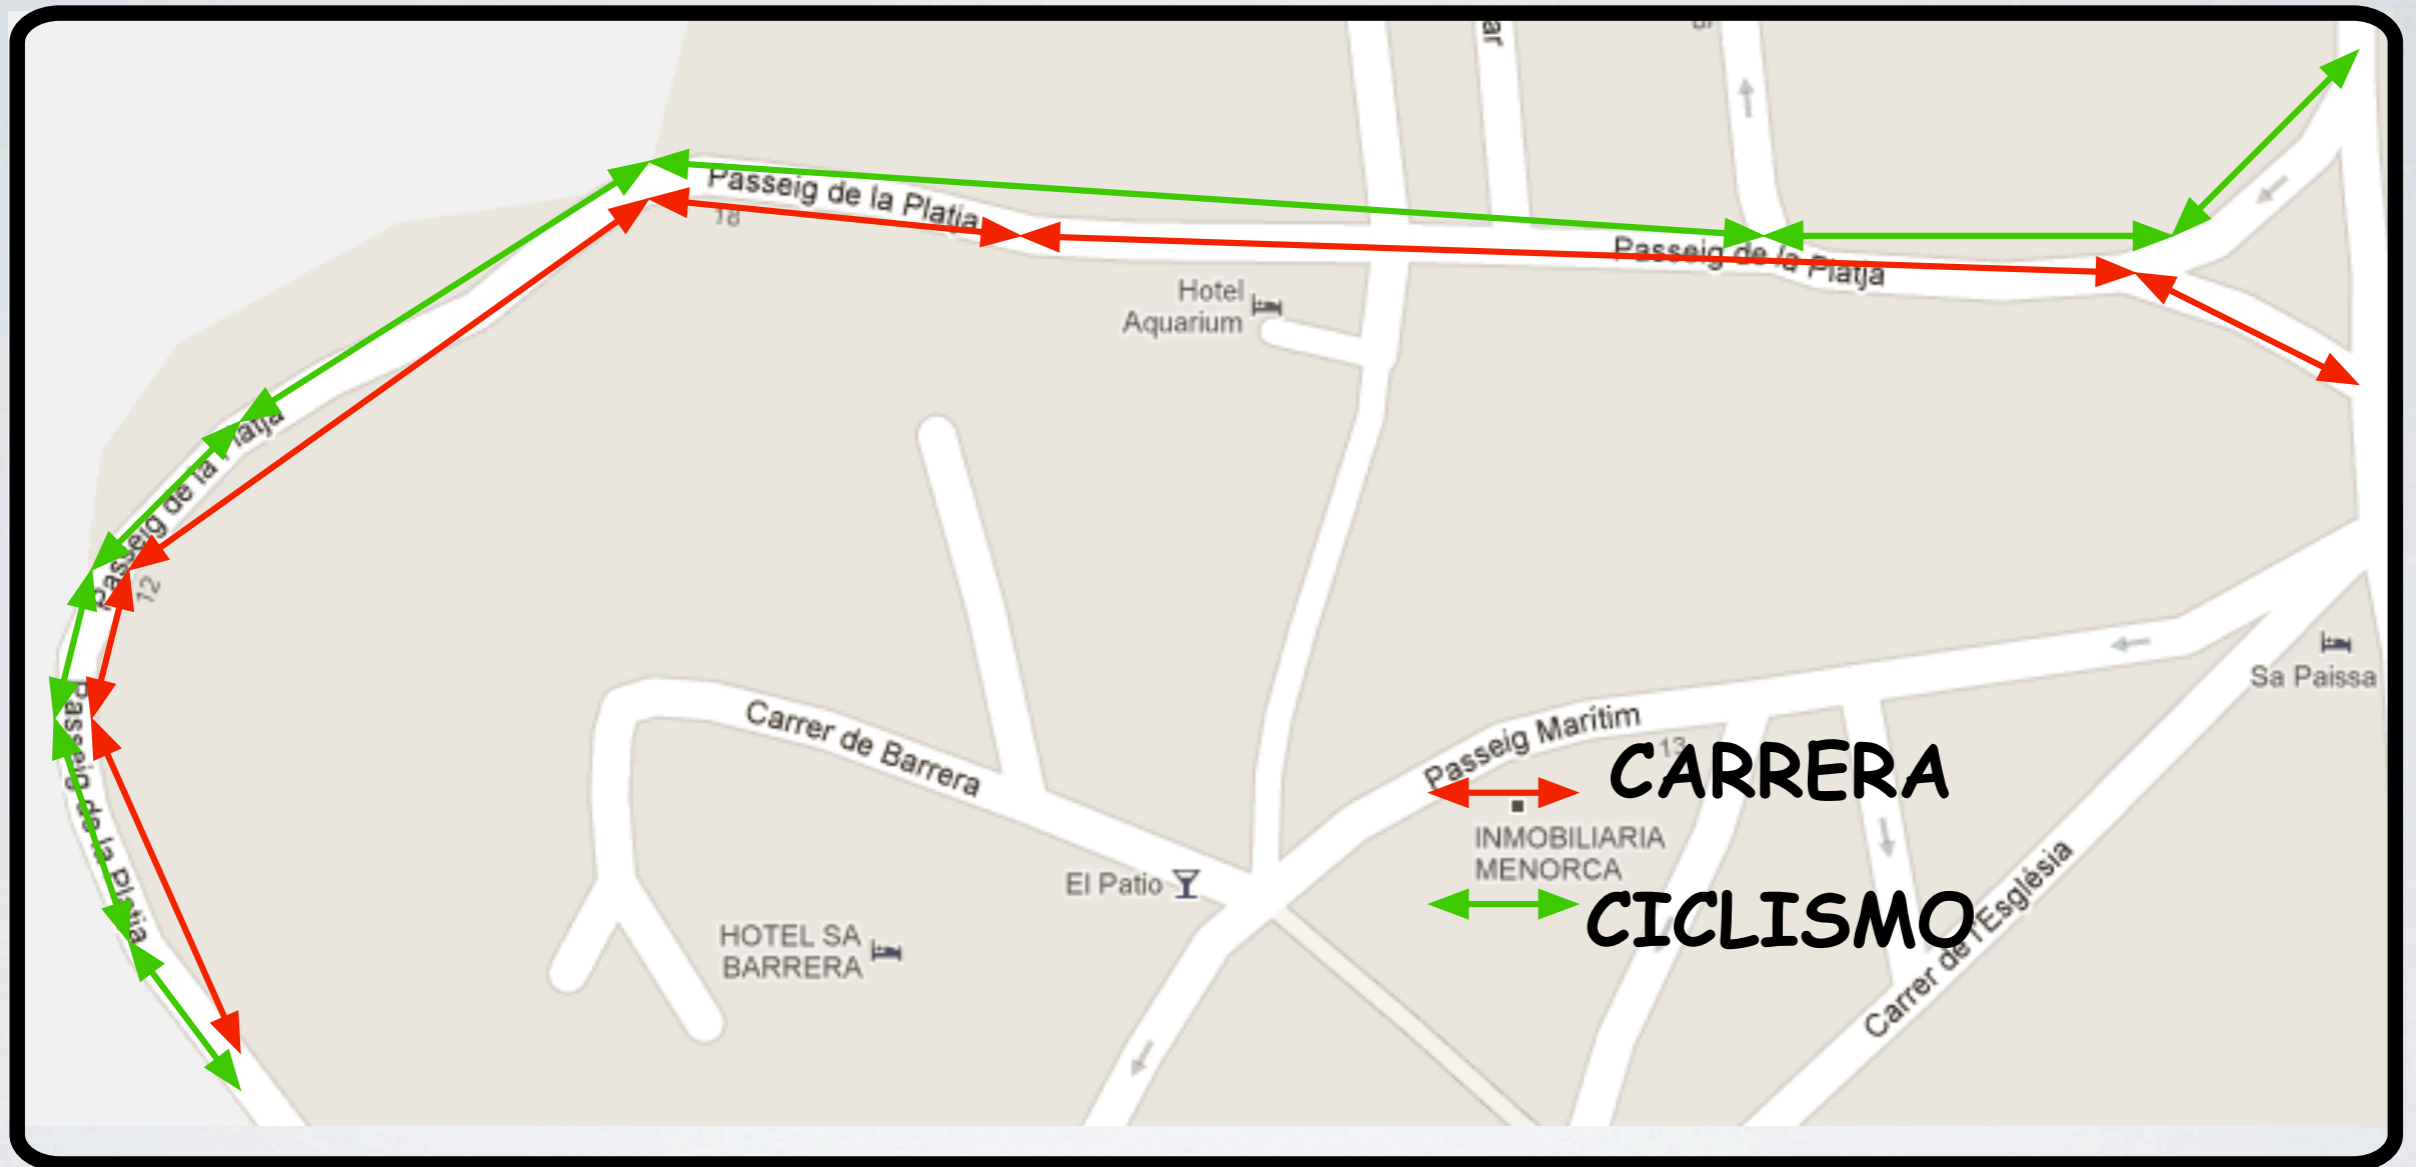 ar
Passeig de la Platja
18
Passeig de la Platja
Hotel
Aquarium
Passeig de la Platja
12
Passeig de la Platja
Sa Paissa
Carrer de Barrera
Passeig Marítim
13
CARRERA
INMOBILIARIA
MENORCA
El Patio
CICLISMO
Carrer de l'Església
HOTEL SA
BARRERA